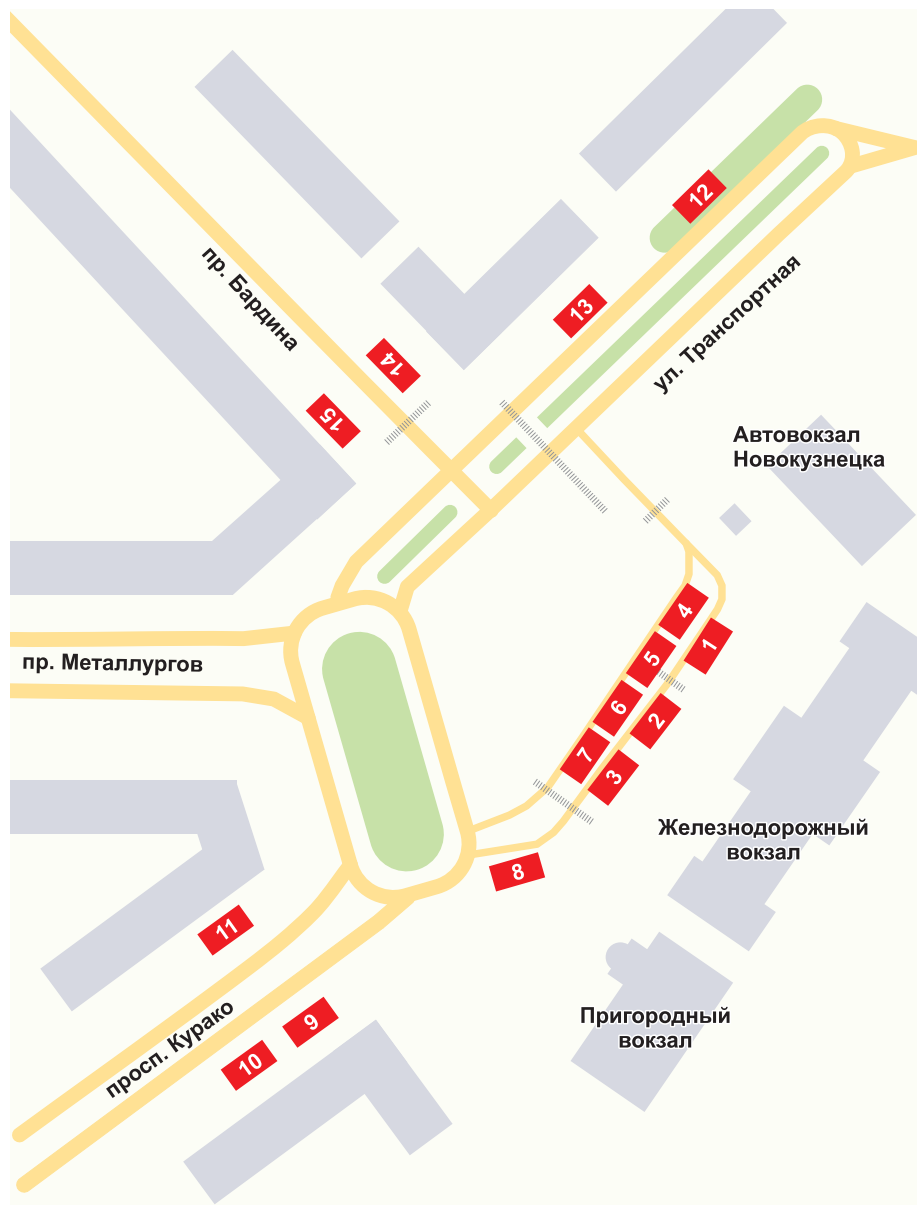 12
13
пр. Бардина
ул. Транспортная
14
15
Автовокзал
Новокузнецка
4
1
5
пр. Металлургов
6
2
7
3
Железнодорожный
вокзал
8
11
Пригородный
вокзал
9
просп. Курако
10